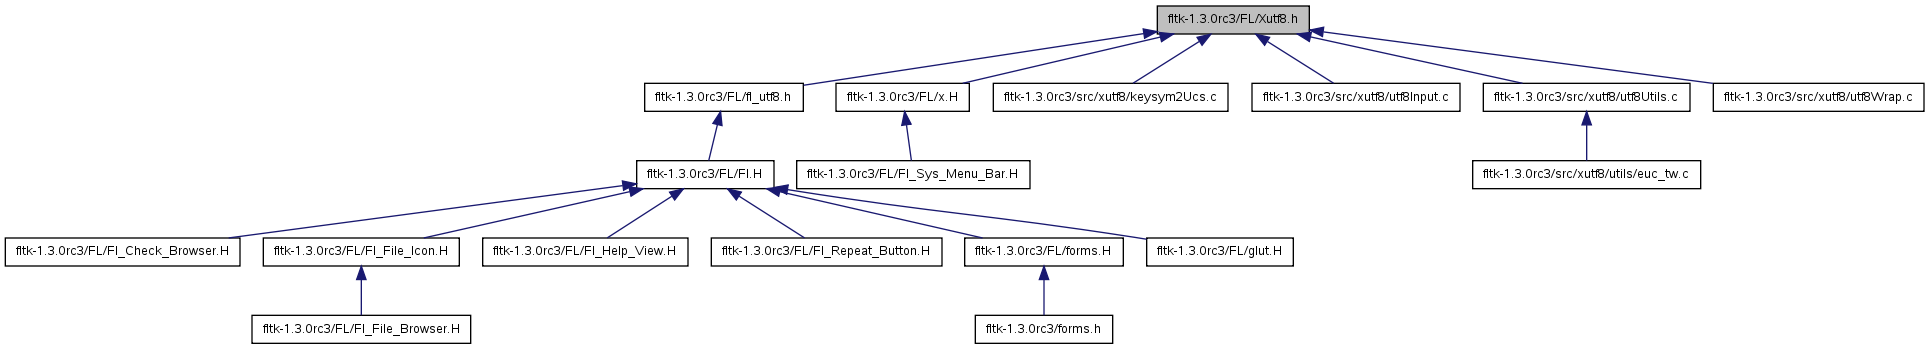 fltk-1.3.0rc3/FL/Xutf8.h
fltk-1.3.0rc3/FL/fl_utf8.h
fltk-1.3.0rc3/FL/x.H
fltk-1.3.0rc3/src/xutf8/keysym2Ucs.c
fltk-1.3.0rc3/src/xutf8/utf8Input.c
fltk-1.3.0rc3/src/xutf8/utf8Utils.c
fltk-1.3.0rc3/src/xutf8/utf8Wrap.c
fltk-1.3.0rc3/FL/Fl.H
fltk-1.3.0rc3/FL/Fl_Sys_Menu_Bar.H
fltk-1.3.0rc3/src/xutf8/utils/euc_tw.c
fltk-1.3.0rc3/FL/Fl_Check_Browser.H
fltk-1.3.0rc3/FL/Fl_File_Icon.H
fltk-1.3.0rc3/FL/Fl_Help_View.H
fltk-1.3.0rc3/FL/Fl_Repeat_Button.H
fltk-1.3.0rc3/FL/forms.H
fltk-1.3.0rc3/FL/glut.H
fltk-1.3.0rc3/FL/Fl_File_Browser.H
fltk-1.3.0rc3/forms.h